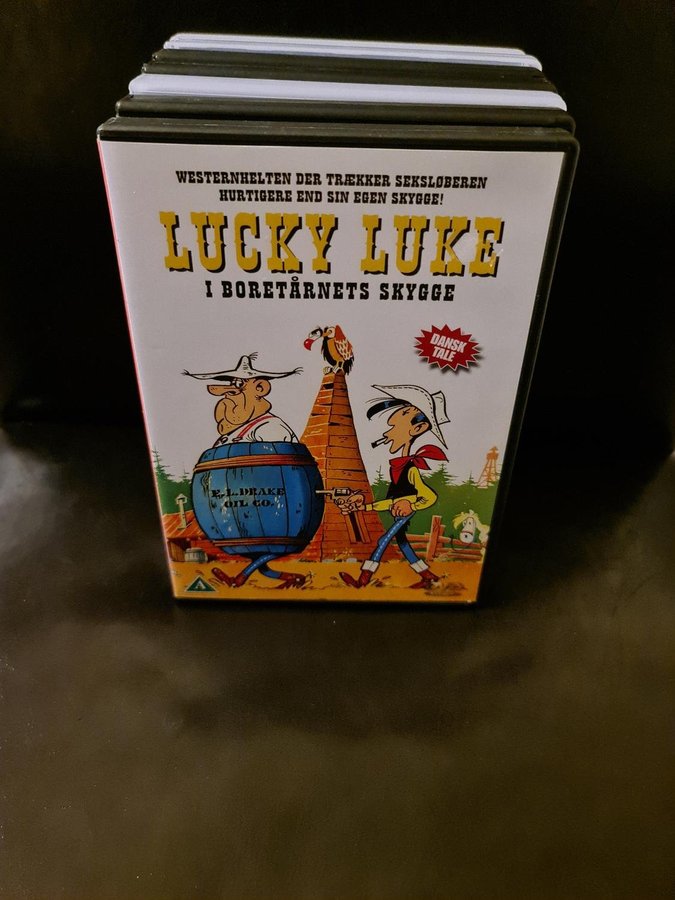 WESTERNHELTEN DER TRÆKKER SEKSLØBEREN
HURTIGERE END SIN EGEN SKYGGE!
LUCKY LUKE
I BORETÅRNETS SKYGGE
DANSK
TALE
E.L. DRAKE
OIL CO.
A